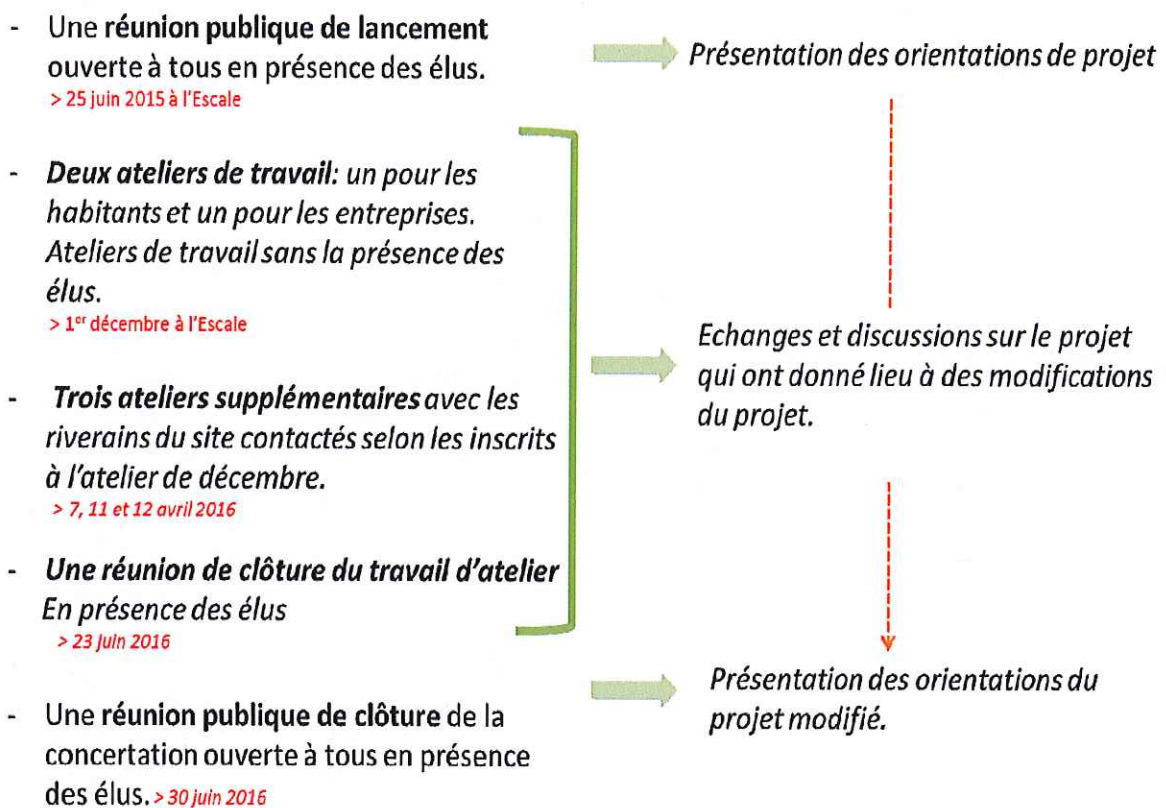 - Une réunion publique de lancement
ouverte à tous en présence des élus.
> 25 juin 2015 à l'Escale
Présentation des orientations de projet
- Deux ateliers de travail: un pour les
habitants et un pour les entreprises.
Ateliers de travail sans la présence des
élus.
> 1er décembre à l'Escale
- Trois ateliers supplémentaires avec les
riverains du site contactés selon les inscrits
à l'atelier de décembre.
> 7, 11 et 12 avril 2016
- Une réunion de clôture du travail d'atelier
En présence des élus
> 23 juin 2016
Echanges et discussions sur le projet
qui ont donné lieu à des modifications
du projet.
- Une réunion publique de clôture de la
concertation ouverte à tous en présence
des élus. > 30 juin 2016
Présentation des orientations du
projet modifié.